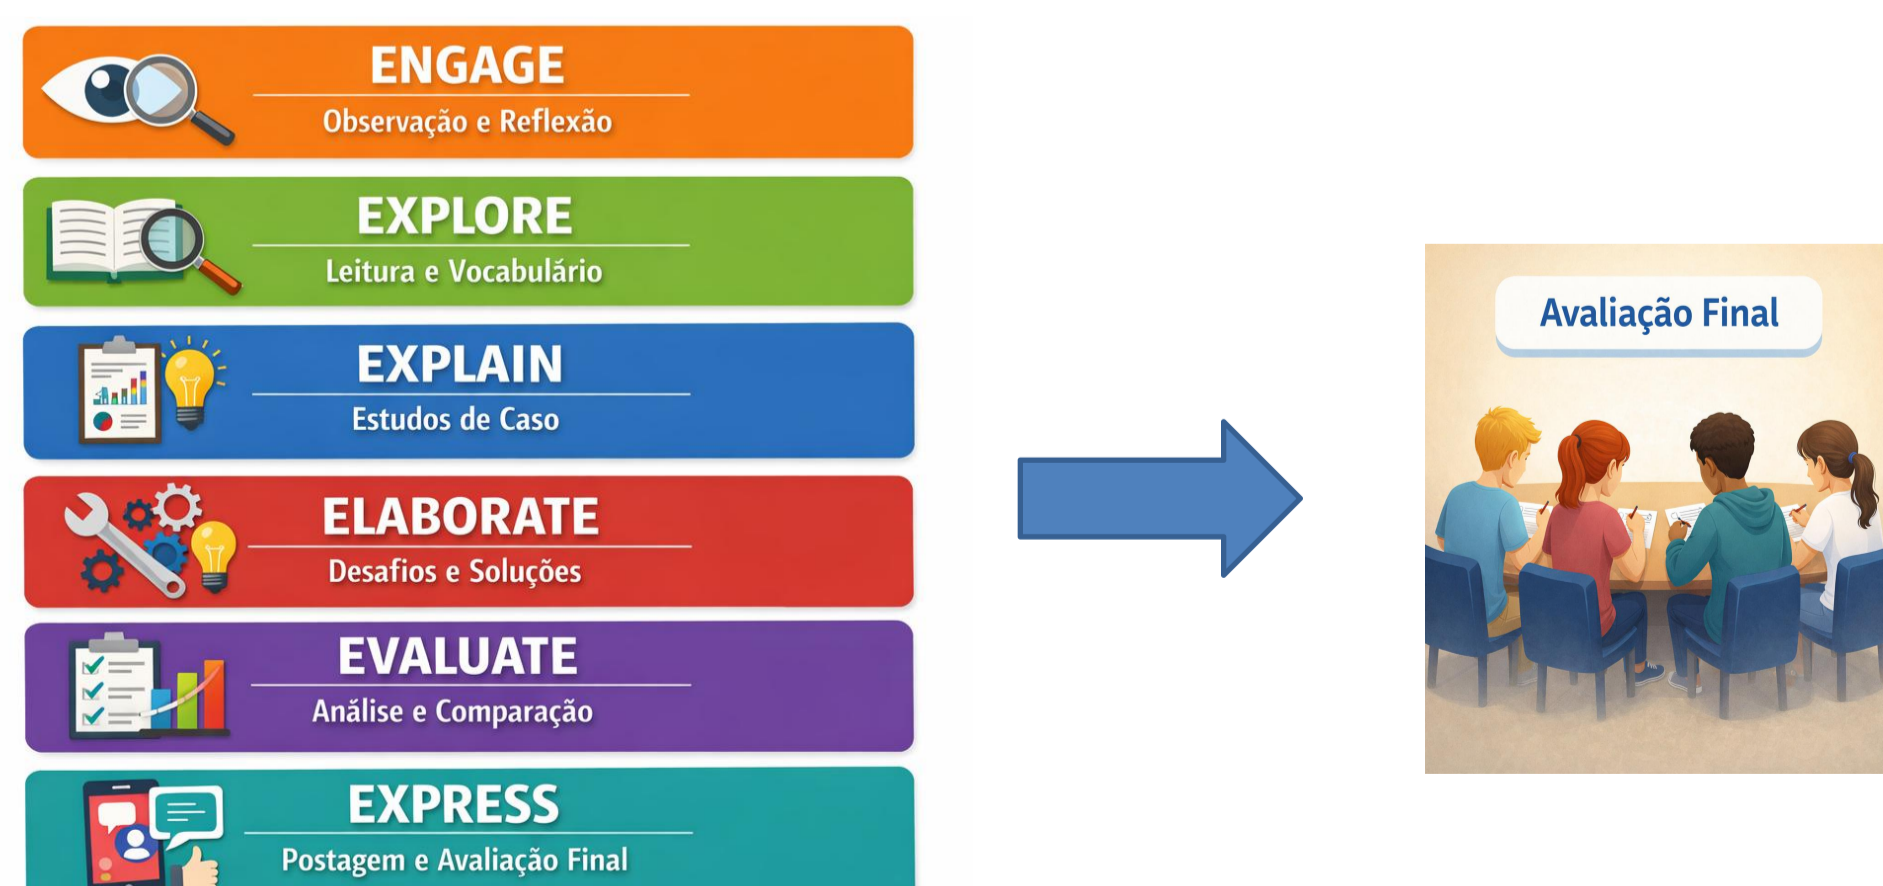 ENGAGE
Observação e Reflexão
EXPLORE
Leitura e Vocabulário
EXPLAIN
Estudos de Caso
ELABORATE
Desafios e Soluções
EVALUATE
Análise e Comparação
EXPRESS
Postagem e Avaliação Final
Avaliação Final